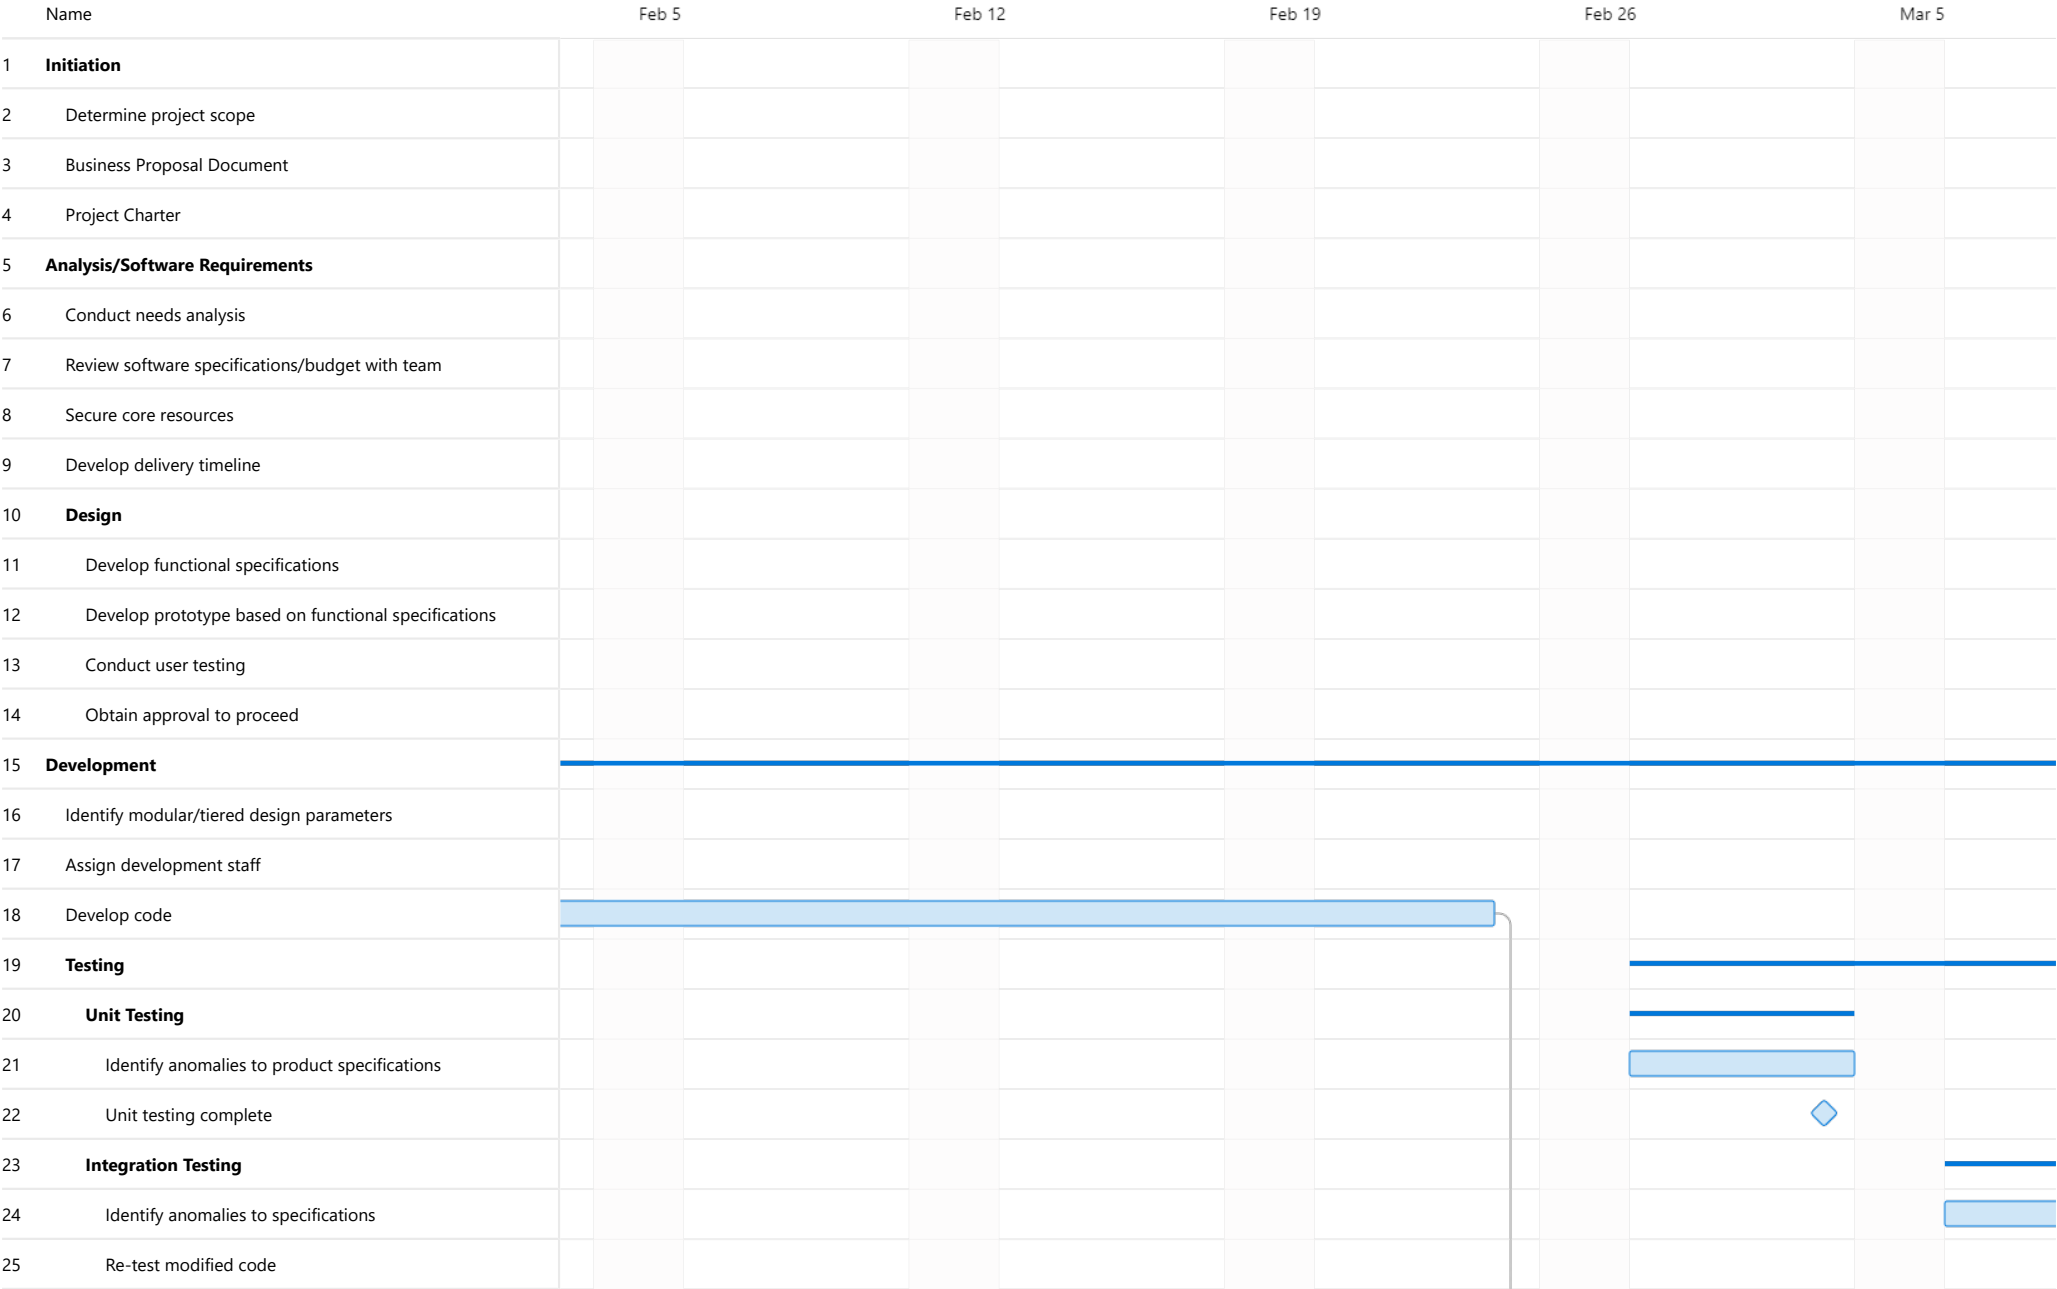 Name Feb 5 Feb 12 Feb 19 Feb 26 Mar 5
1 Initiation
2 Determine project scope
3 Business Proposal Document
4 Project Charter
5 Analysis/Software Requirements
6 Conduct needs analysis
7 Review software specifications/budget with team
8 Secure core resources
9 Develop delivery timeline
10 Design
11 Develop functional specifications
12 Develop prototype based on functional specifications
13 Conduct user testing
14 Obtain approval to proceed
15 Development
16 Identify modular/tiered design parameters
17 Assign development staff
18 Develop code
19 Testing
20 Unit Testing
21 Identify anomalies to product specifications
22 Unit testing complete
23 Integration Testing
24 Identify anomalies to specifications
25 Re-test modified code